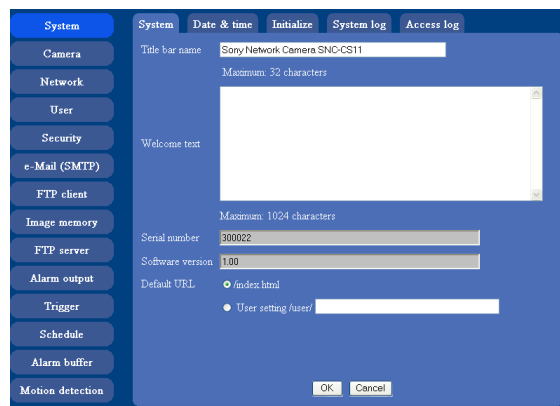 System
Camera
Network
User
Security
e-Mail (SMTP)
FTP client
Image memory
FTP server
Alarm output
Trigger
Schedule
Alarm buffer
Motion detection
System Date & time Initialize System log Access log
Title bar name Sony Network Camera SNC-CS11
Maximum: 32 characters
Welcome text
Maximum: 1024 characters
Serial number 300022
Software version 1.00
Default URL /index.html
User setting /user/
OK Cancel